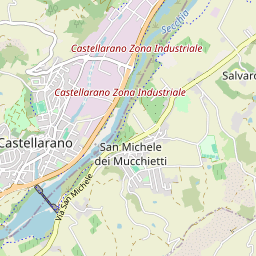 Secchia
Castellarano Zona Industriale
Salvaro
Castellarano Zona Industriale
Castellarano
San Michele
dei Mucchietti
Via San Michele